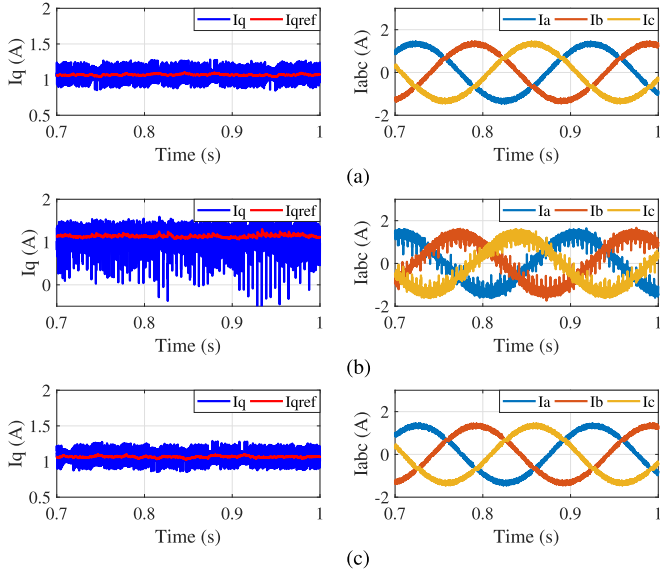 Iq Iqref
Iq (A)
2
1.5
1
0.5
0.7 0.8 0.9 1
Time (s)
Ia Ib Ic
Iabc (A)
2
0
-2
0.7 0.8 0.9 1
Time (s)
(a)
Iq Iqref
Iq (A)
2
1
0
0.7 0.8 0.9 1
Time (s)
Ia Ib Ic
Iabc (A)
2
0
-2
0.7 0.8 0.9 1
Time (s)
(b)
Iq Iqref
Iq (A)
2
1.5
1
0.5
0.7 0.8 0.9 1
Time (s)
Ia Ib Ic
Iabc (A)
2
0
-2
0.7 0.8 0.9 1
Time (s)
(c)